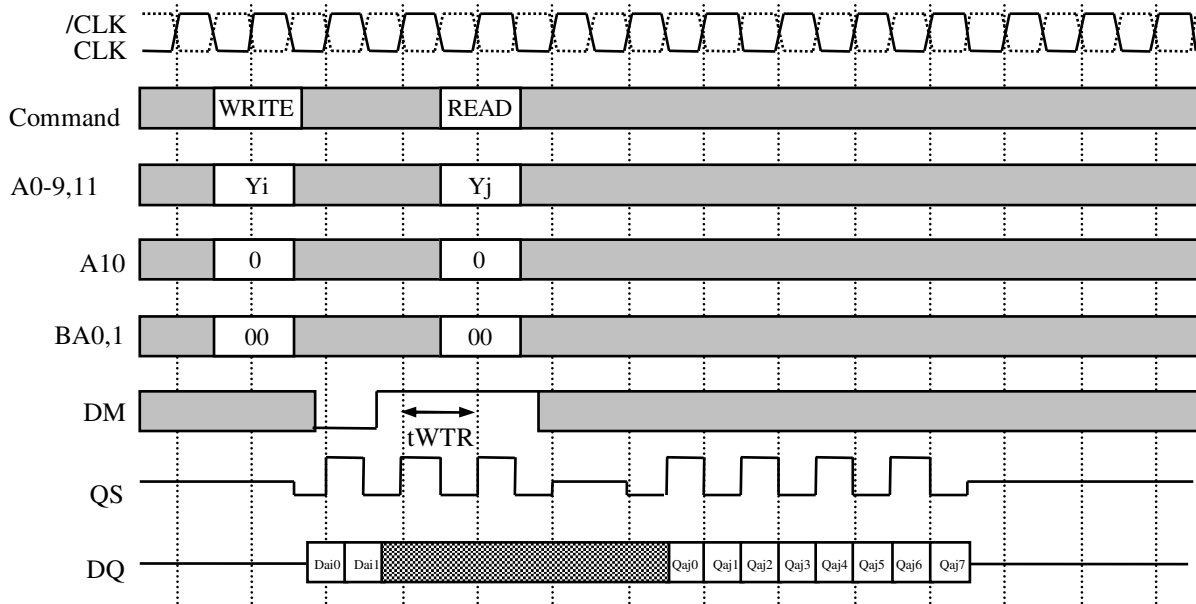 /CLK
CLK
Command WRITE READ
A0-9,11 Yi Yj
A10 0 0
BA0,1 00 00
DM
tWTR
QS
DQ Dai0 Dai1 Qaj0 Qaj1 Qaj2 Qaj3 Qaj4 Qaj5 Qaj6 Qaj7